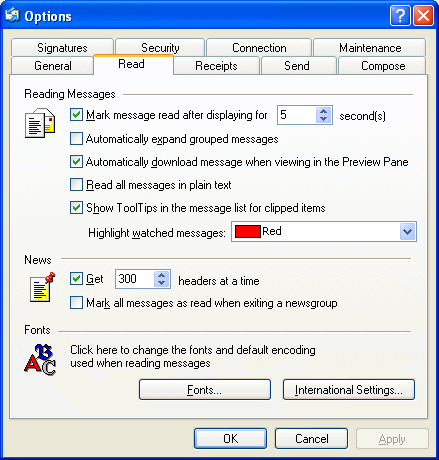 Options
Signatures Security Connection Maintenance
General Read Receipts Send Compose
Reading Messages
Mark message read after displaying for 5 second(s)
Automatically expand grouped messages
Automatically download message when viewing in the Preview Pane
Read all messages in plain text
Show ToolTips in the message list for clipped items
Highlight watched messages: Red
News
Get 300 headers at a time
Mark all messages as read when exiting a newsgroup
Fonts
Click here to change the fonts and default encoding
used when reading messages
Fonts... International Settings...
OK Cancel Apply